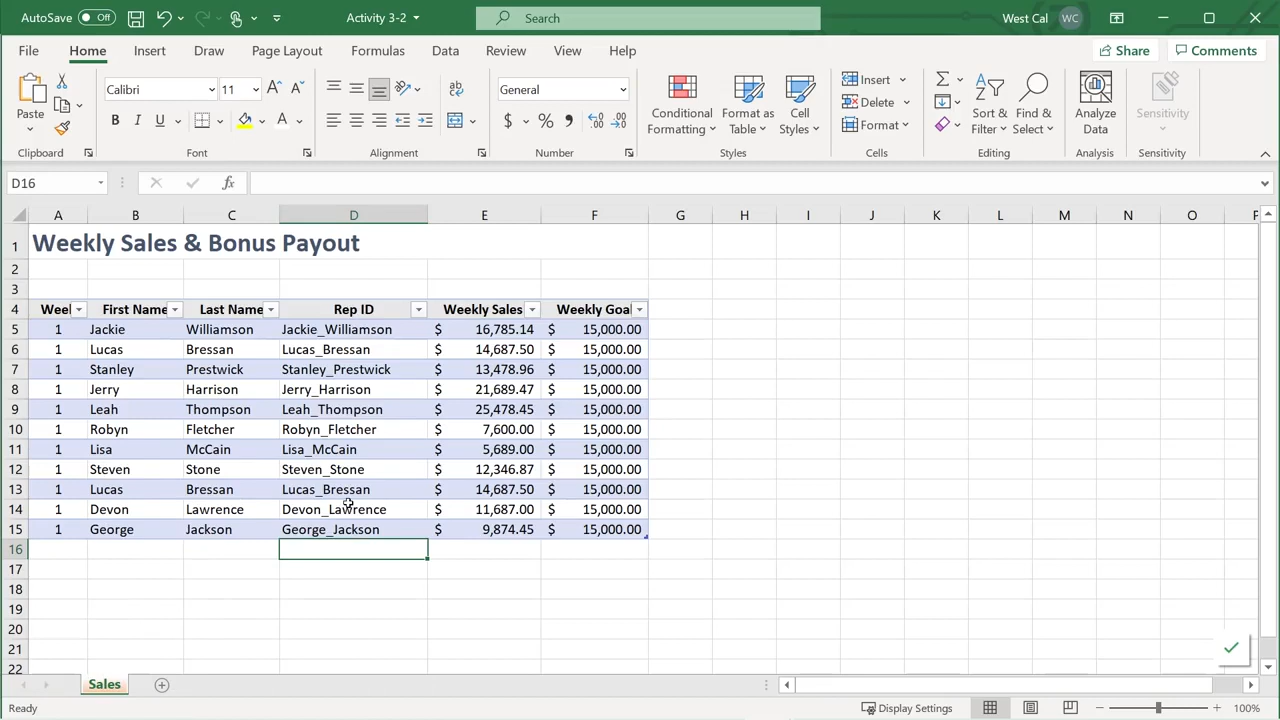 AutoSave Off Activity 3-2 Search West Cal WC
File Home Insert Draw Page Layout Formulas Data Review View Help Share Comments
Paste Calibri 11 A A ab General Conditional Formatting Format as Table Cell Styles Insert Delete Format Sort & Filter Find & Select Analyze Data Sensitivity
B I U A $ % 9 .00
Clipboard Font Alignment Number Styles Cells Editing Analysis Sensitivity
D16 fx
A B C D E F G H I J K L M N O P
1 Weekly Sales & Bonus Payout
2
3
4 Week First Name Last Name Rep ID Weekly Sales Weekly Goal
5 1 Jackie Williamson Jackie_Williamson $ 16,785.14 $ 15,000.00
6 1 Lucas Bressan Lucas_Bressan $ 14,687.50 $ 15,000.00
7 1 Stanley Prestwick Stanley_Prestwick $ 13,478.96 $ 15,000.00
8 1 Jerry Harrison Jerry_Harrison $ 21,689.47 $ 15,000.00
9 1 Leah Thompson Leah_Thompson $ 25,478.45 $ 15,000.00
10 1 Robyn Fletcher Robyn_Fletcher $ 7,600.00 $ 15,000.00
11 1 Lisa McCain Lisa_McCain $ 5,689.00 $ 15,000.00
12 1 Steven Stone Steven_Stone $ 12,346.87 $ 15,000.00
13 1 Lucas Bressan Lucas_Bressan $ 14,687.50 $ 15,000.00
14 1 Devon Lawrence Devon_Lawrence $ 11,687.00 $ 15,000.00
15 1 George Jackson George_Jackson $ 9,874.45 $ 15,000.00
16
17
18
19
20
21
22
Sales
Ready Display Settings 100%